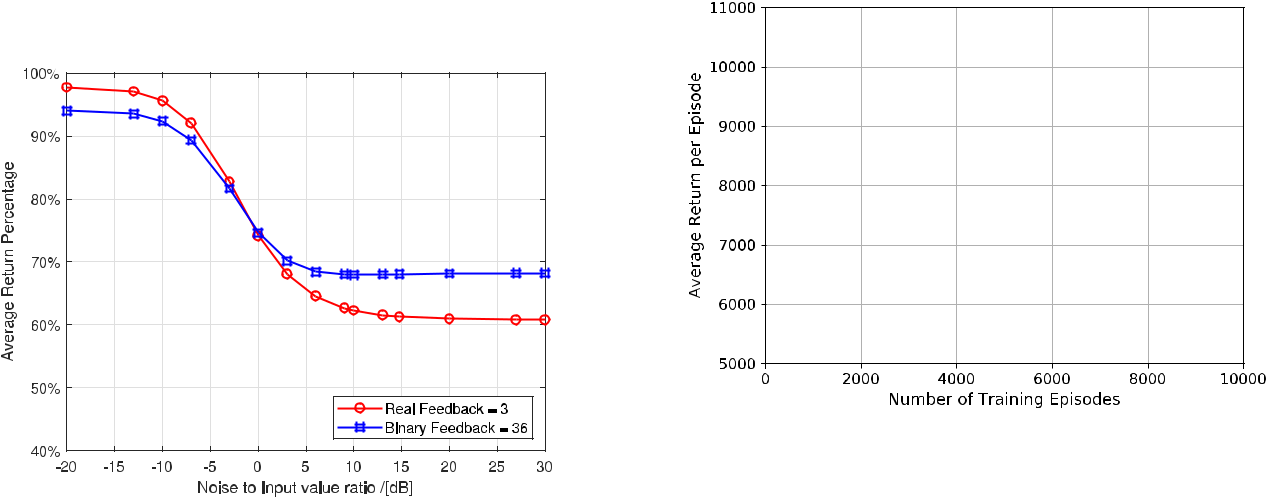 100%
90%
80%
70%
60%
50%
40%
Average Return Percentage
-20 -15 -10 -5 0 5 10 15 20 25 30
Noise to Input value ratio /[dB]
Real Feedback = 3
Binary Feedback = 36
11000
10000
9000
8000
7000
6000
5000
Average Return per Episode
0 2000 4000 6000 8000 10000
Number of Training Episodes